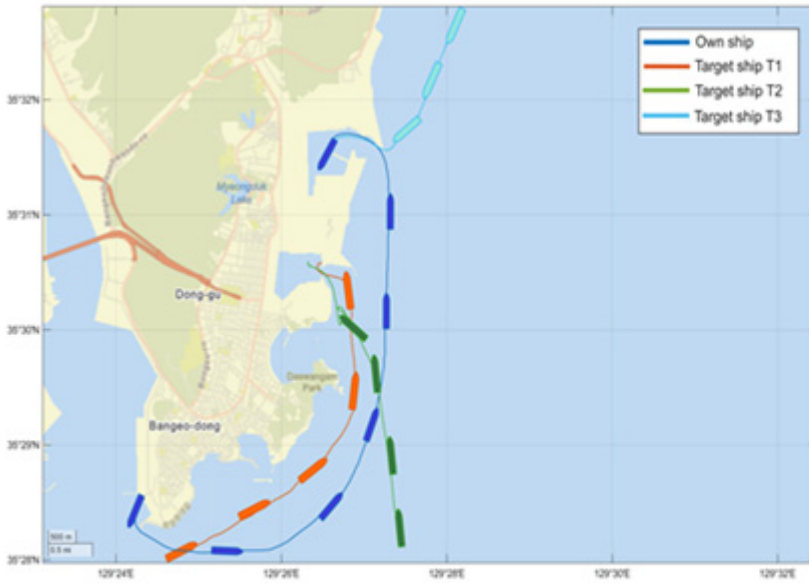 Own ship
Target ship T1
Target ship T2
Target ship T3
35°32'N
35°31'N
35°30'N
35°29'N
35°28'N
Lake
Dong-gu
Daewangam
Park
Bangeo-dong
500 m
0.5 mi
129°24'E
129°26'E
129°28'E
129°30'E
129°32'E